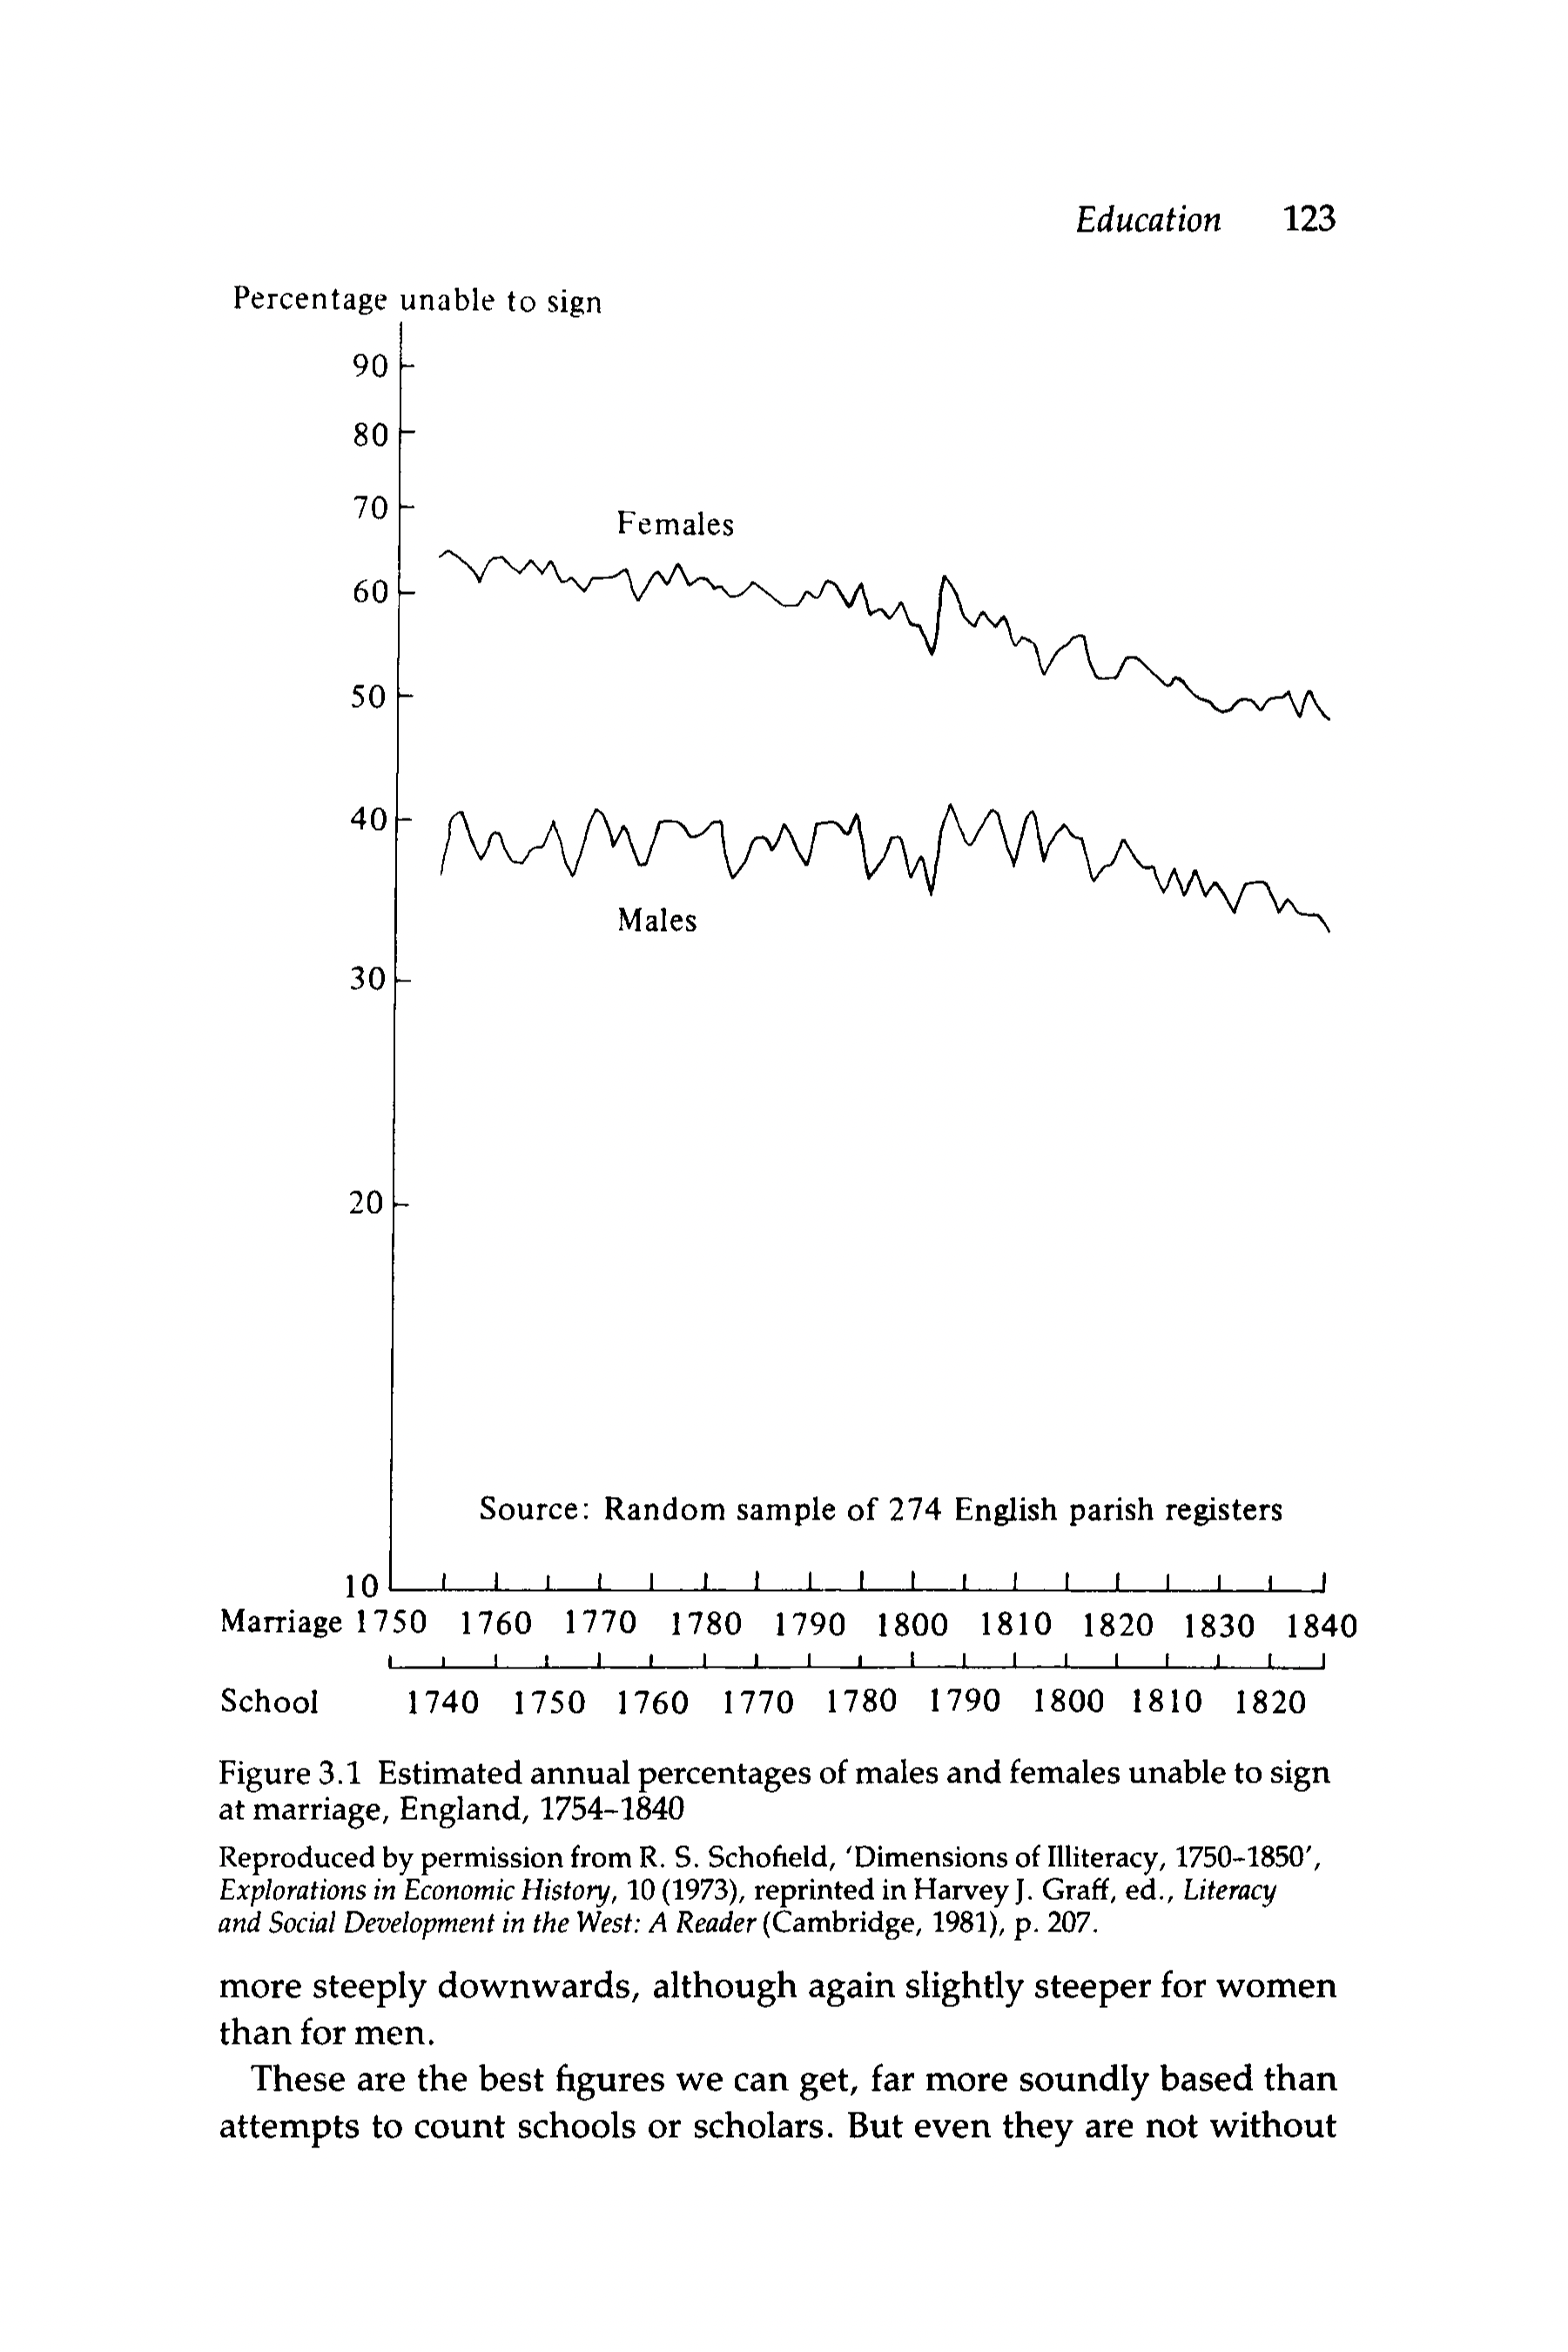 Education 123
Percentage unable to sign
90
80
70
Females
60
50
40
Males
30
20
Source: Random sample of 274 English parish registers
10
Marriage 1750 1760 1770 1780 1790 1800 1810 1820 1830 1840
School 1740 1750 1760 1770 1780 1790 1800 1810 1820
Figure 3.1 Estimated annual percentages of males and females unable to sign
at marriage, England, 1754–1840
Reproduced by permission from R. S. Schofield, 'Dimensions of Illiteracy, 1750–1850',
Explorations in Economic History, 10 (1973), reprinted in Harvey J. Graff, ed., Literacy
and Social Development in the West: A Reader (Cambridge, 1981), p. 207.
more steeply downwards, although again slightly steeper for women
than for men.
These are the best figures we can get, far more soundly based than
attempts to count schools or scholars. But even they are not without